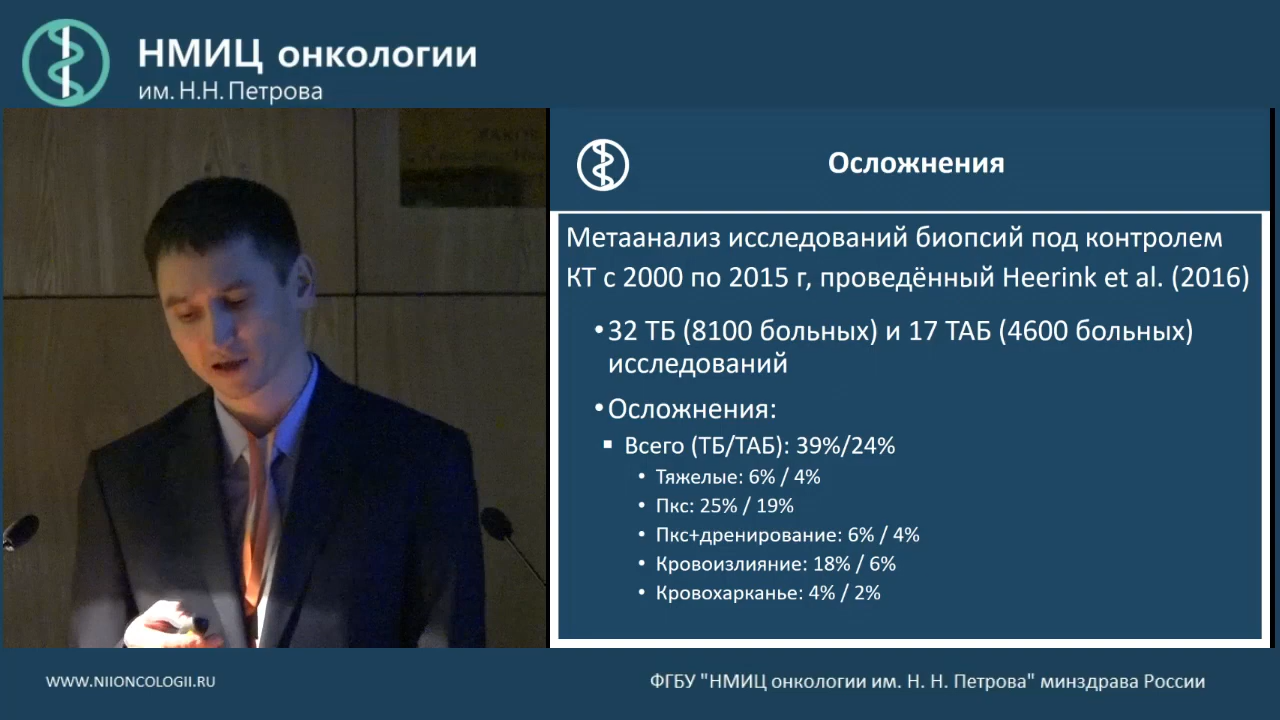 НМИЦ онкологии
им. Н.Н. Петрова
Осложнения
Метаанализ исследований биопсий под контролем
КТ с 2000 по 2015 г, проведённый Heerink et al. (2016)
•32 ТБ (8100 больных) и 17 ТАБ (4600 больных)
исследований
•Осложнения:
▪ Всего (ТБ/ТАБ): 39%/24%
• Тяжелые: 6% / 4%
• Пкс: 25% / 19%
• Пкс+дренирование: 6% / 4%
• Кровоизлияние: 18% / 6%
• Кровохарканье: 4% / 2%
WWW.NIIONCOLOGII.RU
ФГБУ "НМИЦ онкологии им. Н. Н. Петрова" минздрава России